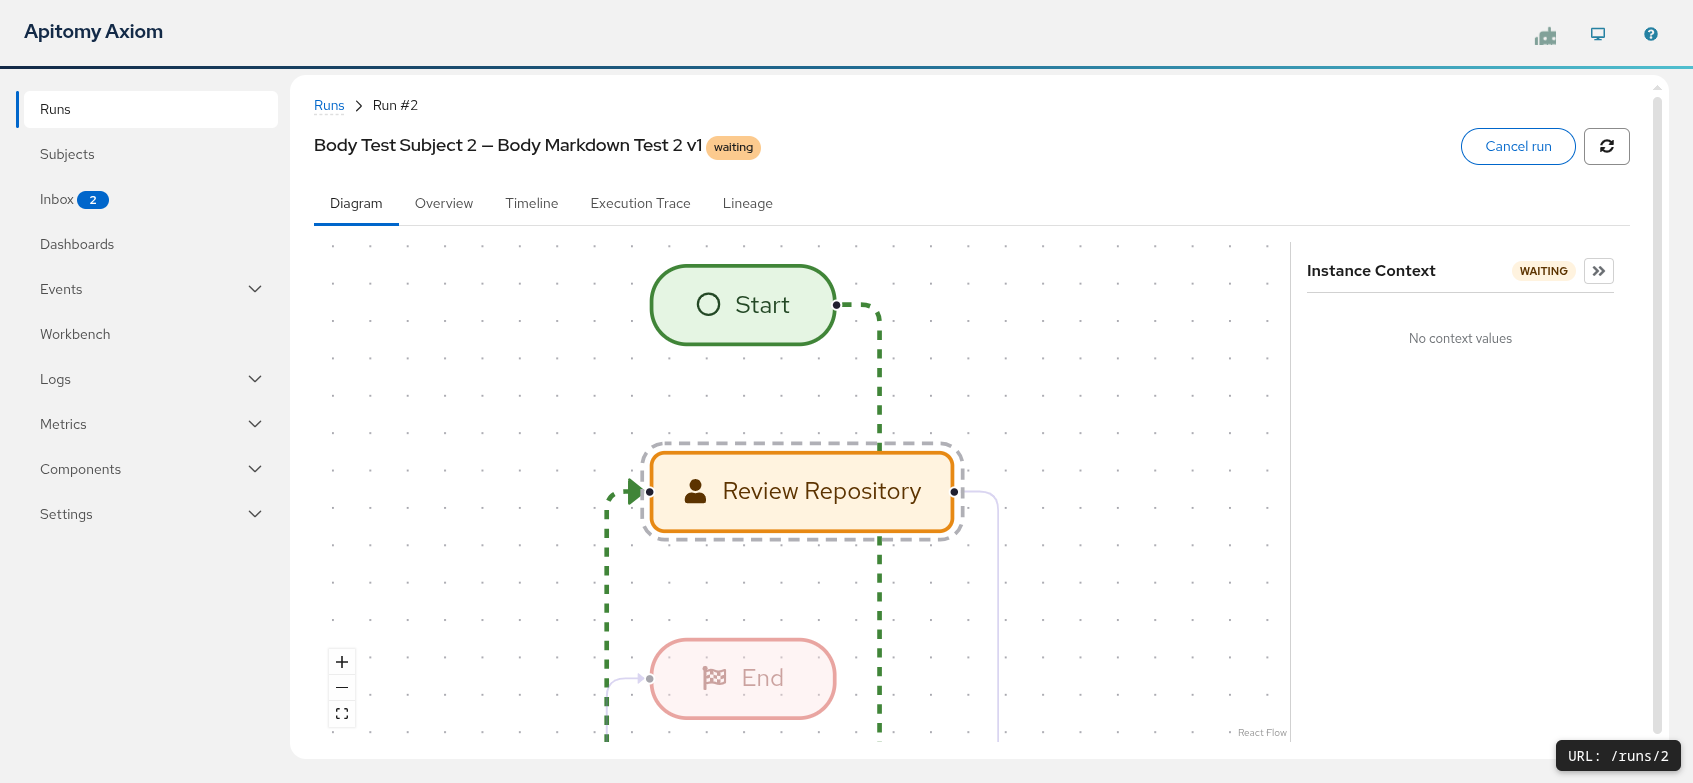 Apitomy Axiom
Runs
Subjects
Inbox 2
Dashboards
Events
Workbench
Logs
Metrics
Components
Settings
Runs > Run #2
Body Test Subject 2 — Body Markdown Test 2 v1 waiting
Cancel run
Diagram Overview Timeline Execution Trace Lineage
Start
Review Repository
End
React Flow
Instance Context WAITING
No context values
URL: /runs/2